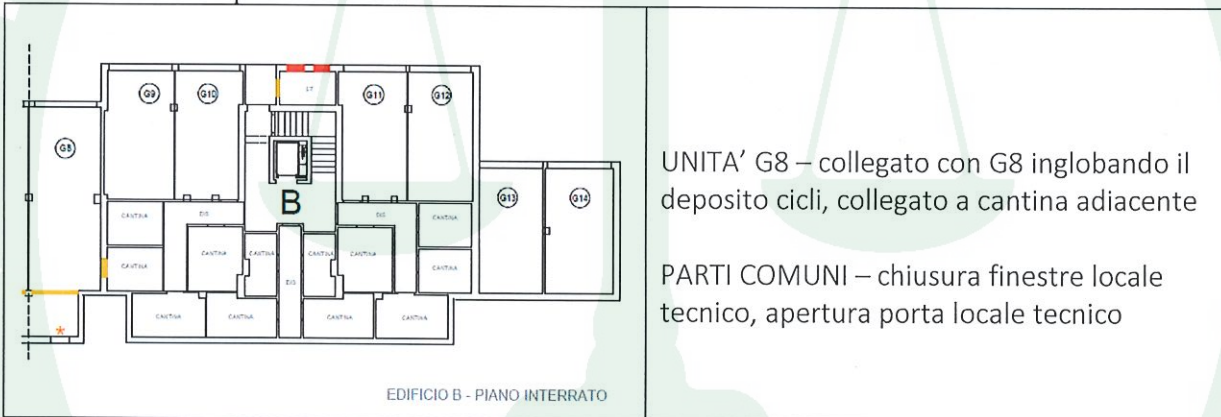 G8
G9
G10
G11
G12
G13
G14
LT
B
CANTINA
DIS
DIS
CANTINA
CANTINA
CANTINA
CANTINA
CANTINA
CANTINA
CANTINA
DIS
CANTINA
CANTINA
CANTINA
CANTINA
CANTINA
*
EDIFICIO B - PIANO INTERRATO
UNITA’ G8 – collegato con G8 inglobando il
deposito cicli, collegato a cantina adiacente
PARTI COMUNI – chiusura finestre locale
tecnico, apertura porta locale tecnico